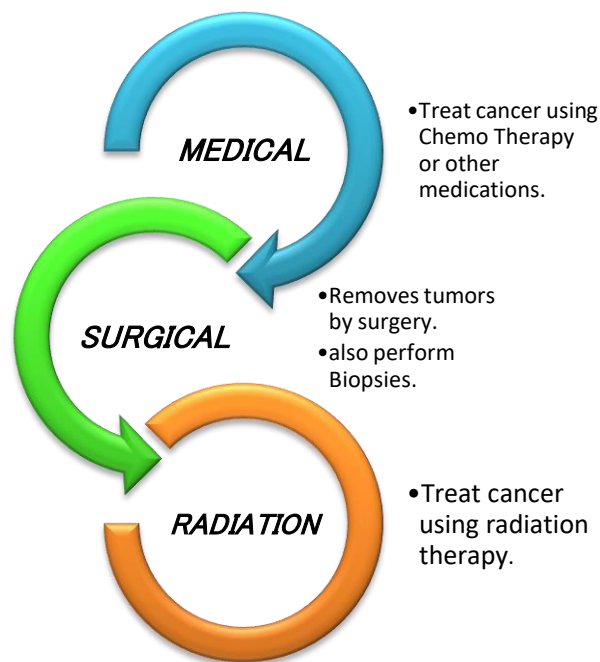 MEDICAL
•Treat cancer using
Chemo Therapy
or other
medications.
SURGICAL
•Removes tumors
by surgery.
•also perform
Biopsies.
RADIATION
•Treat cancer
using radiation
therapy.